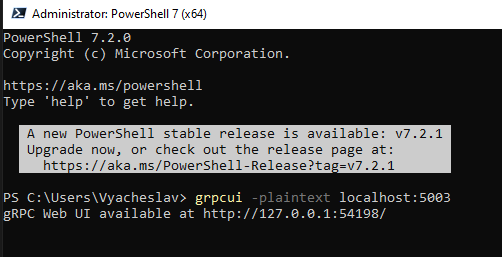 Administrator: PowerShell 7 (x64)
PowerShell 7.2.0
Copyright (c) Microsoft Corporation.
https://aka.ms/powershell
Type 'help' to get help.
A new PowerShell stable release is available: v7.2.1
Upgrade now, or check out the release page at:
https://aka.ms/PowerShell-Release?tag=v7.2.1
PS C:\Users\Vyacheslav> grpcui -plaintext localhost:5003
gRPC Web UI available at http://127.0.0.1:54198/